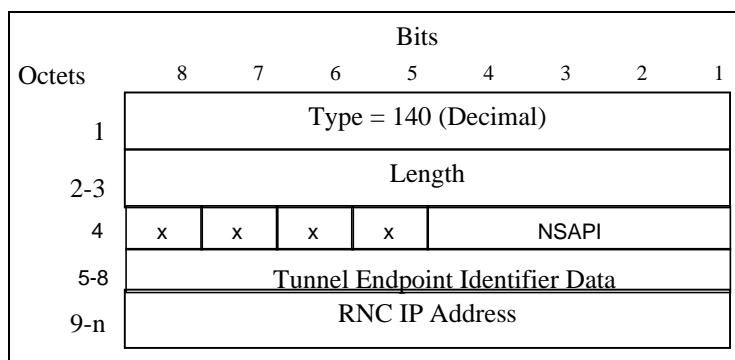 Bits
Octets 8 7 6 5 4 3 2 1
1 Type = 140 (Decimal)
2-3 Length
4 x x x x NSAPI
5-8 Tunnel Endpoint Identifier Data
9-n RNC IP Address